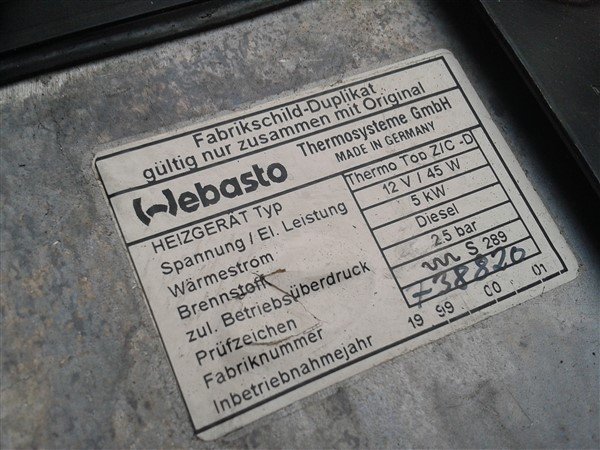 Fabrikschild-Duplikat
gültig nur zusammen mit Original
Webasto Thermosysteme GmbH
MADE IN GERMANY
HEIZGERÄT Typ Thermo Top Z/C -D
Spannung / El. Leistung 12 V / 45 W
Wärmestrom 5 kW
Brennstoff Diesel
zul. Betriebsüberdruck 2.5 bar
Prüfzeichen S 289
Fabriknummer 738820
Inbetriebnahmejahr 19 99 00 01